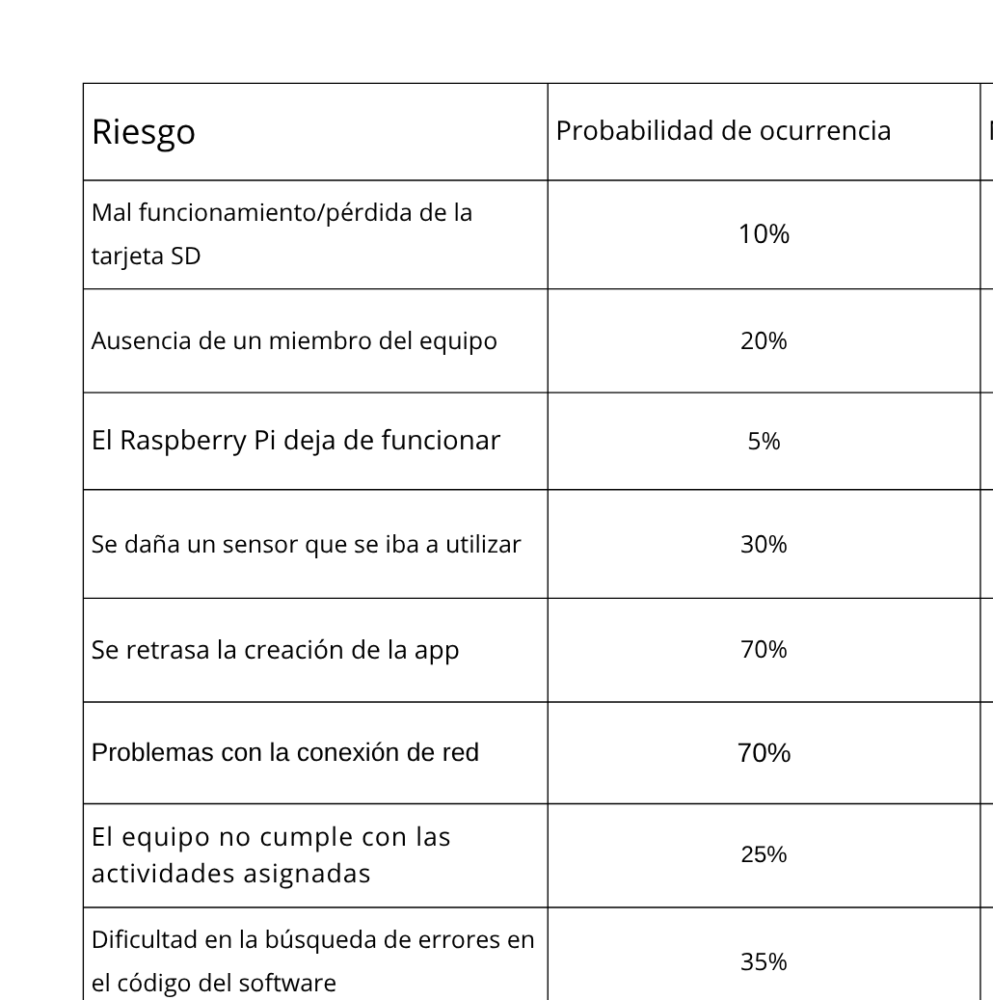 Riesgo
Probabilidad de ocurrencia
Mal funcionamiento/pérdida de la
tarjeta SD
10%
Ausencia de un miembro del equipo
20%
El Raspberry Pi deja de funcionar
5%
Se daña un sensor que se iba a utilizar
30%
Se retrasa la creación de la app
70%
Problemas con la conexión de red
70%
El equipo no cumple con las
actividades asignadas
25%
Dificultad en la búsqueda de errores en
el código del software
35%